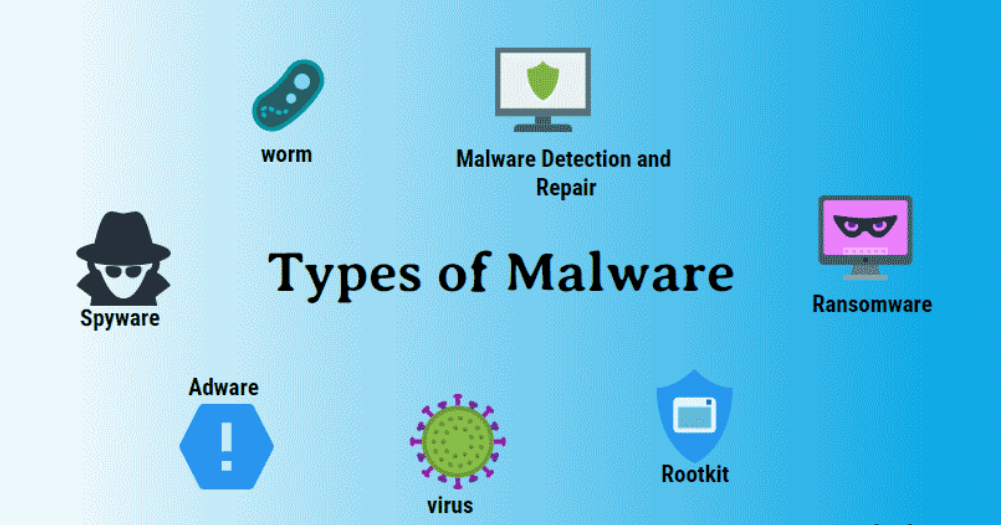 worm
Malware Detection and
Repair
Types of Malware
Spyware
Ransomware
Adware
virus
Rootkit